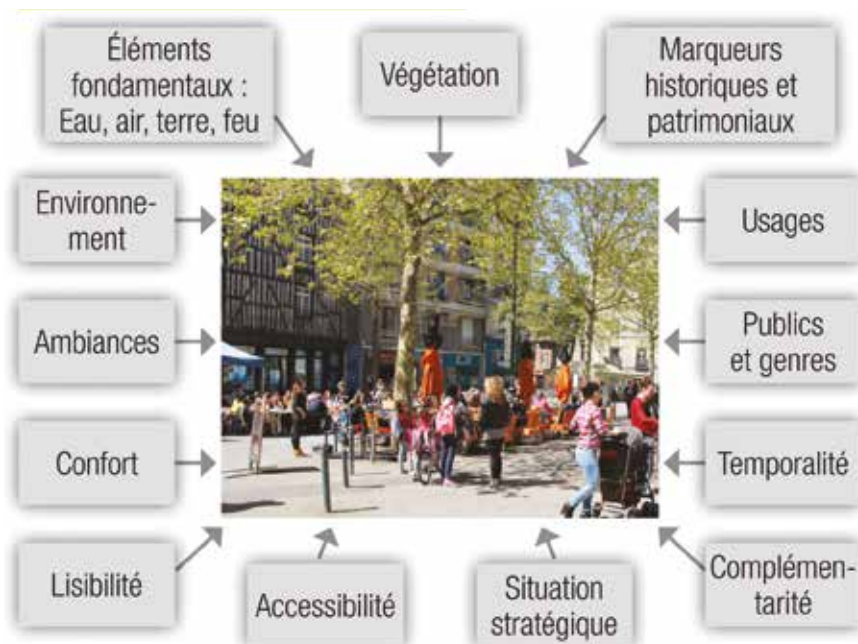 Éléments
fondamentaux :
Eau, air, terre, feu
Végétation
Marqueurs
historiques et
patrimoniaux
Environne-
ment
Usages
Ambiances
Publics
et genres
Confort
Temporalité
Lisibilité
Accessibilité
Situation
stratégique
Complémen-
tarité